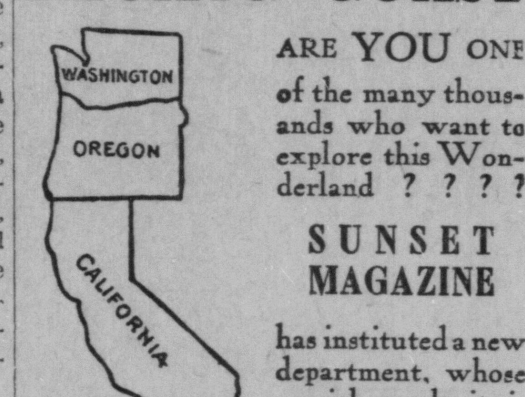 WASHINGTON
OREGON
CALIFORNIA
ARE YOU ONE
of the many thous-
ands who want to
explore this Won-
derland ? ? ? ?
SUNSET
MAGAZINE
has instituted a new
department, whose